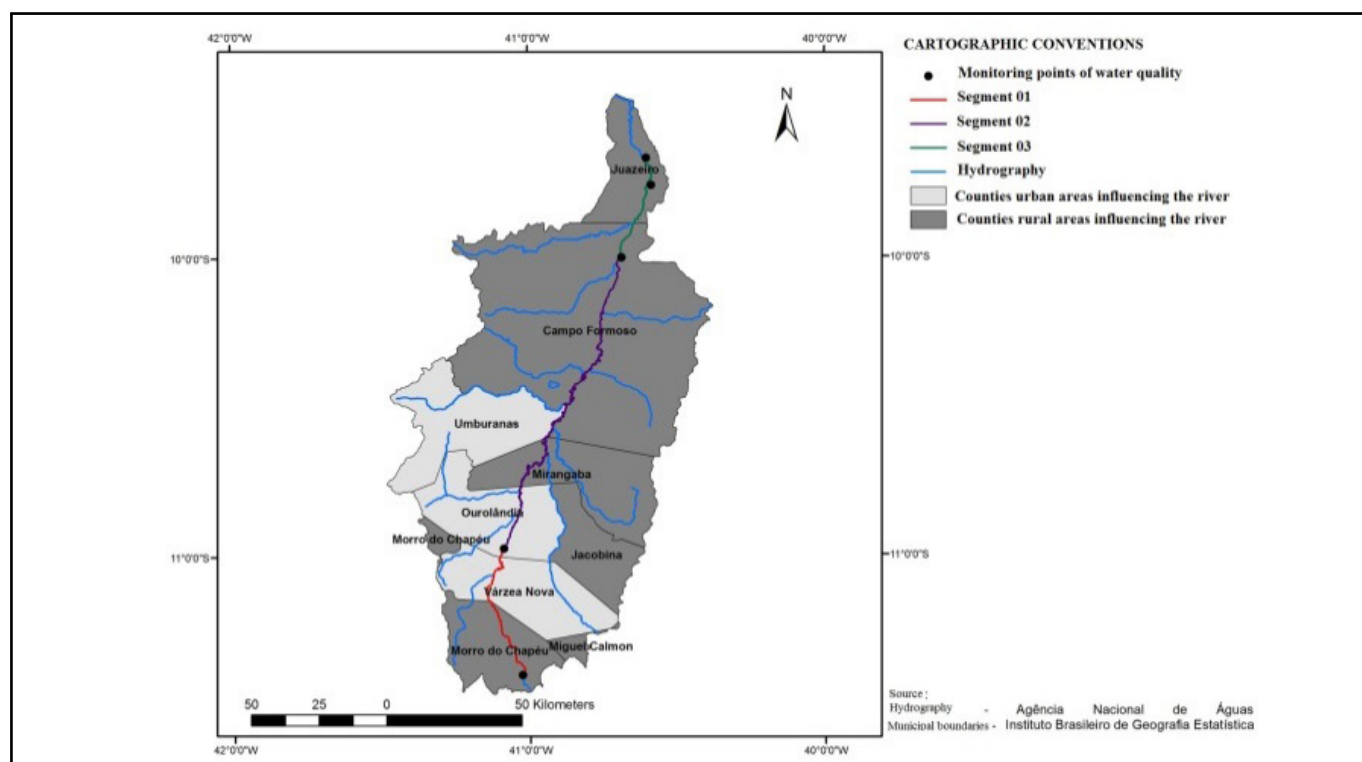 42°0'0"W 41°0'0"W 40°0'0"W
CARTOGRAPHIC CONVENTIONS
Monitoring points of water quality
Segment 01
Segment 02
Segment 03
Hydrography
Counties urban areas influencing the river
Counties rural areas influencing the river
N
Juazeiro
10°0'0"S 10°0'0"S
Campo Formoso
Umburanas
Mirangaba
Ourolândia
Morro do Chapéu
Jacobina
11°0'0"S 11°0'0"S
Várzea Nova
Morro do Chapéu
Miguel Calmon
50 25 0 50 Kilometers
Source :
Hydrography - Agência Nacional de Águas
Municipal boundaries - Instituto Brasileiro de Geografia Estatística
42°0'0"W 41°0'0"W 40°0'0"W